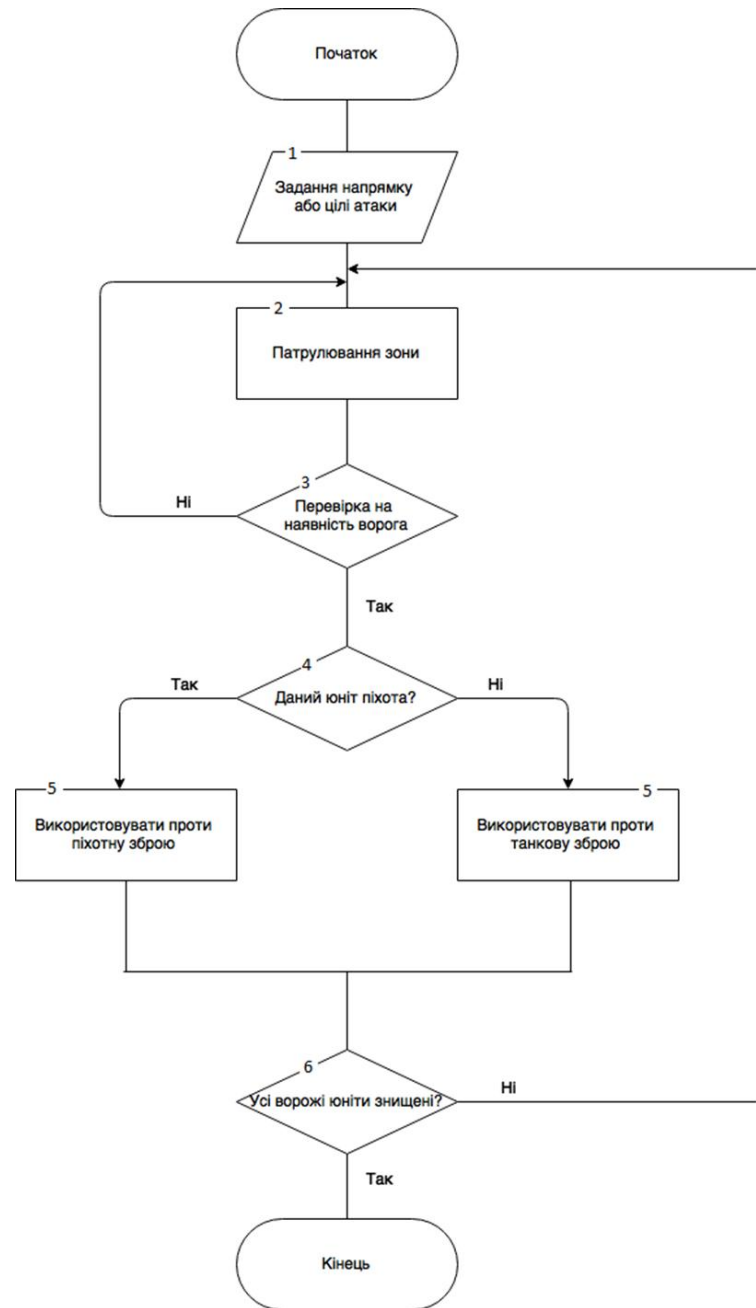 Початок
1
Задання напрямку
або цілі атаки
2
Патрулювання зони
3
Перевірка на
наявність ворога
Ні
Так
4
Даний юніт піхота?
Так
Ні
5
Використовувати проти
піхотну зброю
5
Використовувати проти
танкову зброю
6
Усі ворожі юніти знищені?
Ні
Так
Кінець